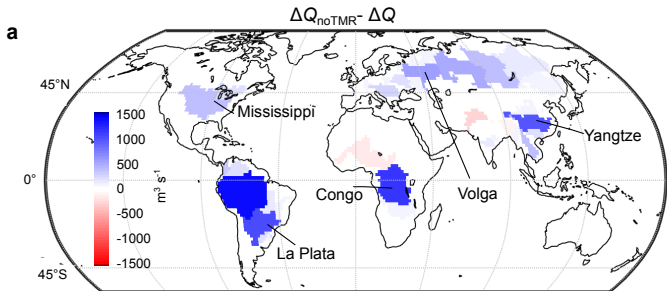 a
ΔQnoTMR- ΔQ
45°N
Mississippi
1500
1000
500
0
-500
-1000
-1500
m³ s⁻¹
Yangtze
0°
Congo
Volga
La Plata
45°S